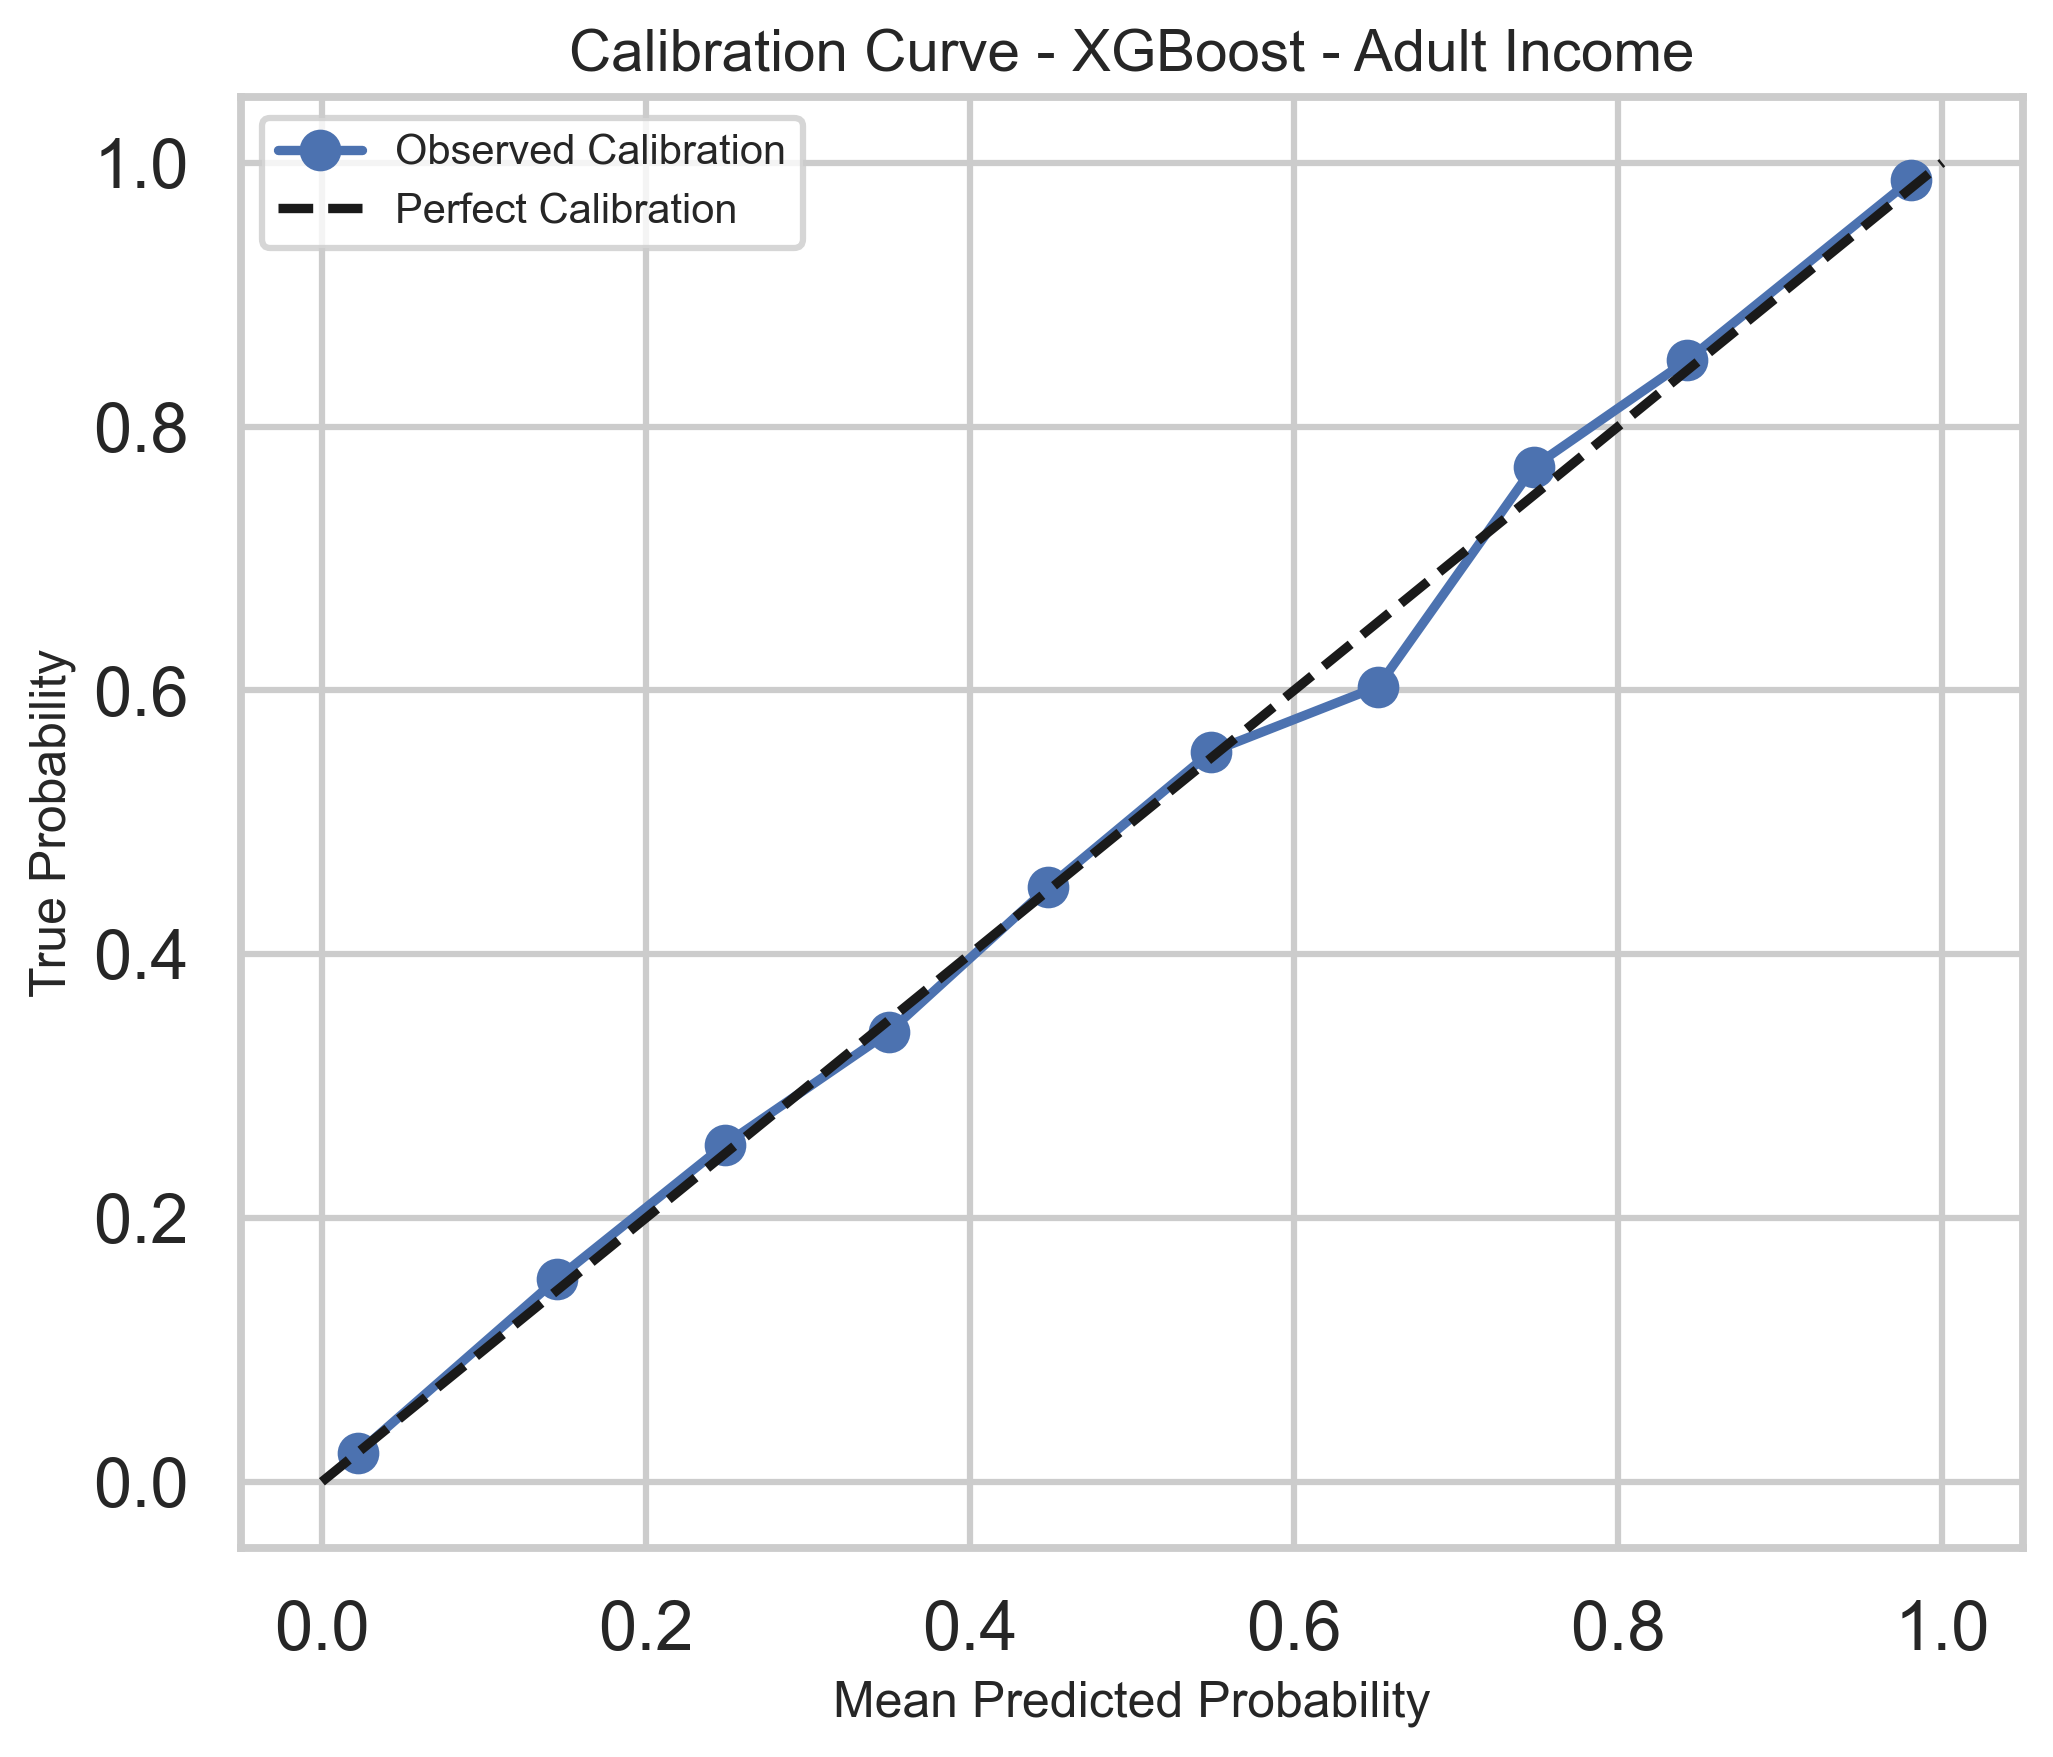 Calibration Curve - XGBoost - Adult Income
Observed Calibration
Perfect Calibration
True Probability
1.0
0.8
0.6
0.4
0.2
0.0
0.0 0.2 0.4 0.6 0.8 1.0
Mean Predicted Probability